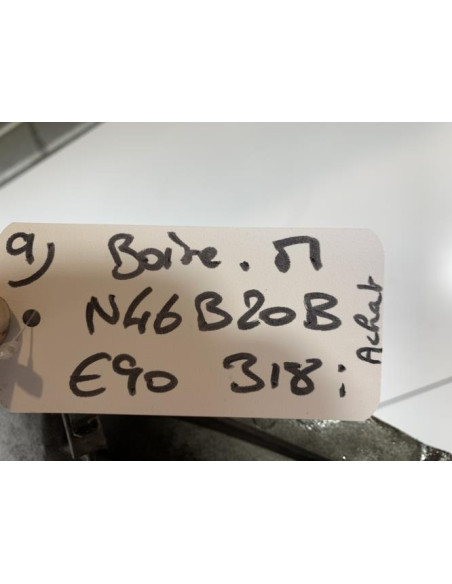 9) Boite. M
N46B20B
E90 318i
Achat